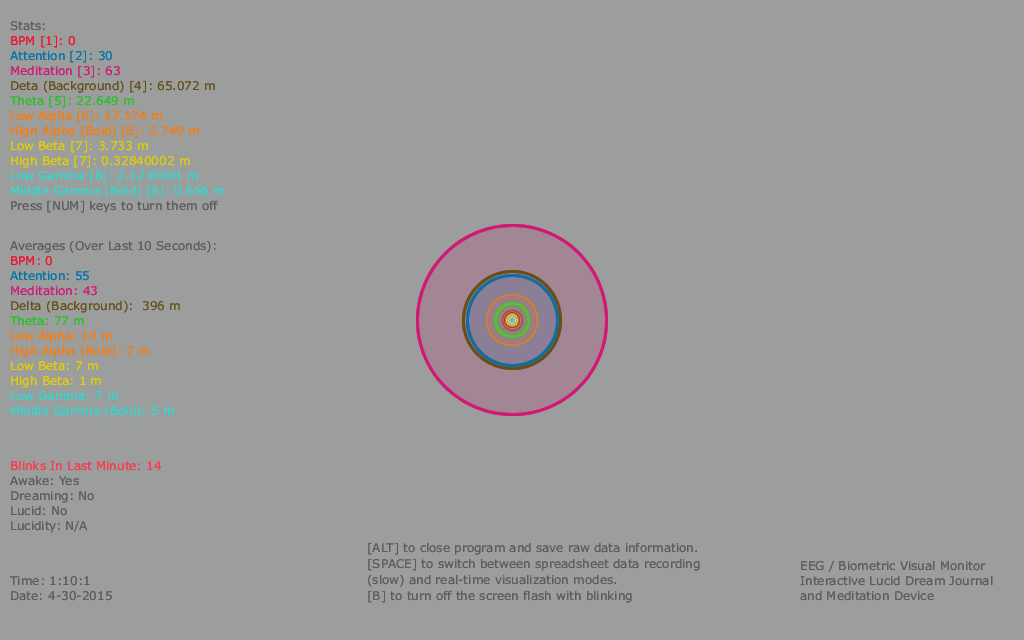 Stats:
BPM [1]: 0
Attention [2]: 30
Meditation [3]: 63
Deta (Background) [4]: 65.072 m
Theta [5]: 22.649 m
Low Alpha [6]: 17.174 m
High Alpha (Bold) [6]: 2.749 m
Low Beta [7]: 3.733 m
High Beta [7]: 0.32840002 m
Low Gamma [8]: 2.1230001 m
Middle Gamma (Bold) [8]: 0.656 m
Press [NUM] keys to turn them off
Averages (Over Last 10 Seconds):
BPM: 0
Attention: 55
Meditation: 43
Delta (Background):  396 m
Theta: 77 m
Low Alpha: 10 m
High Alpha (Bold): 7 m
Low Beta: 7 m
High Beta: 1 m
Low Gamma: 7 m
Middle Gamma (Bold): 5 m
Blinks In Last Minute: 14
Awake: Yes
Dreaming: No
Lucid: No
Lucidity: N/A
Time: 1:10:1
Date: 4-30-2015
[ALT] to close program and save raw data information.
[SPACE] to switch between spreadsheet data recording
(slow) and real-time visualization modes.
[B] to turn off the screen flash with blinking
EEG / Biometric Visual Monitor
Interactive Lucid Dream Journal
and Meditation Device